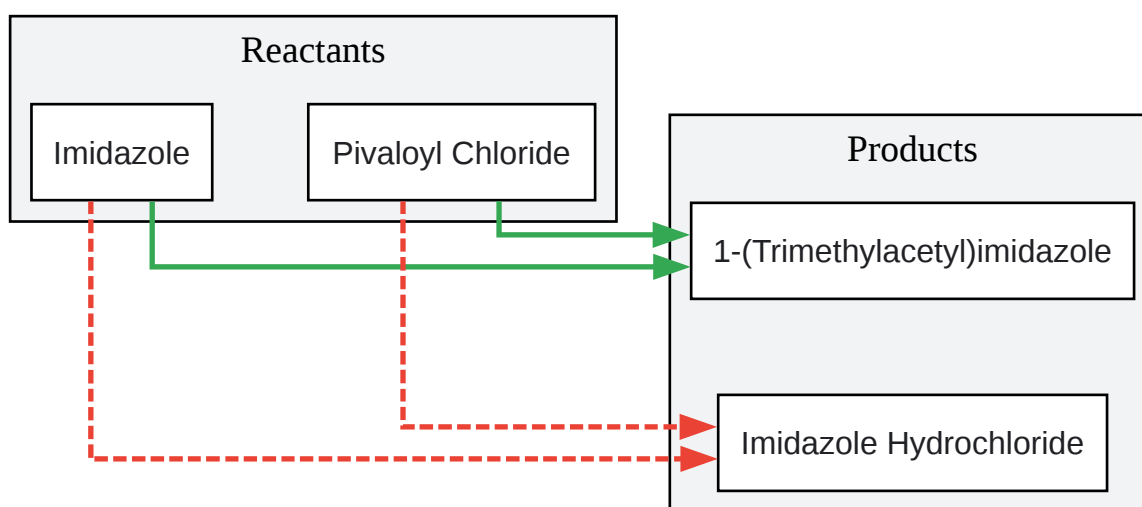 Reactants
Imidazole
Pivaloyl Chloride
Products
1-(Trimethylacetyl)imidazole
Imidazole Hydrochloride